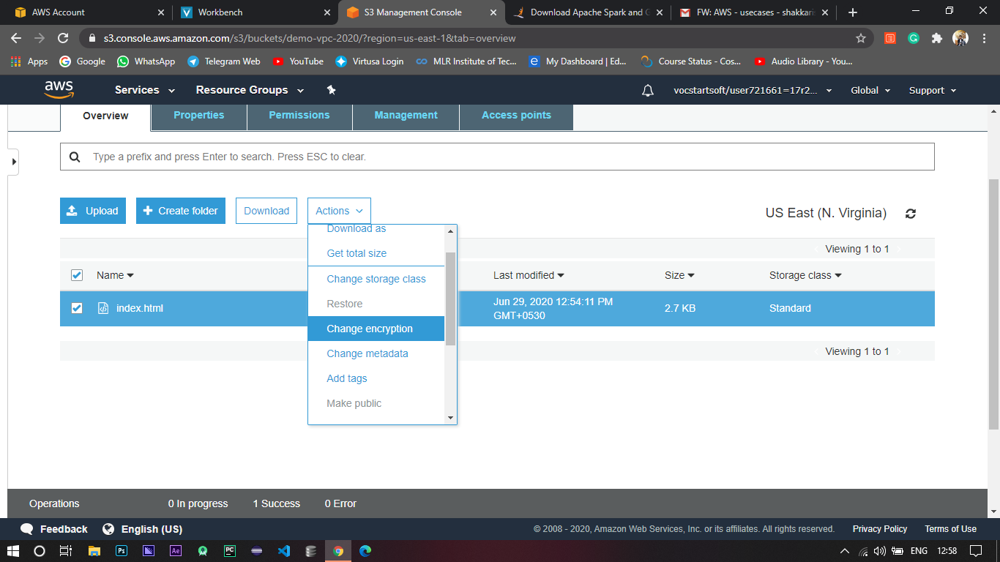 AWS Account
Workbench
S3 Management Console
Download Apache Spark and G
FW: AWS - usecases - shakkari
s3.console.aws.amazon.com/s3/buckets/demo-vpc-2020/?region=us-east-1&tab=overview
Apps
Google
WhatsApp
Telegram Web
YouTube
Virtusa Login
MLR Institute of Tec...
My Dashboard | Ed...
Course Status - Cos...
Audio Library - You...
aws
Services
Resource Groups
vocstartsoft/user721661=17r2...
Global
Support
Overview
Properties
Permissions
Management
Access points
Type a prefix and press Enter to search. Press ESC to clear.
Upload
Create folder
Download
Actions
US East (N. Virginia)
Download as
Get total size
Change storage class
Restore
Change encryption
Change metadata
Add tags
Make public
Viewing 1 to 1
Name
Last modified
Size
Storage class
index.html
Jun 29, 2020 12:54:11 PM
GMT+0530
2.7 KB
Standard
Viewing 1 to 1
Operations
0 In progress
1 Success
0 Error
Feedback
English (US)
© 2008 - 2020, Amazon Web Services, Inc. or its affiliates. All rights reserved.
Privacy Policy
Terms of Use
Ps
Ae
PC
ENG
12:58